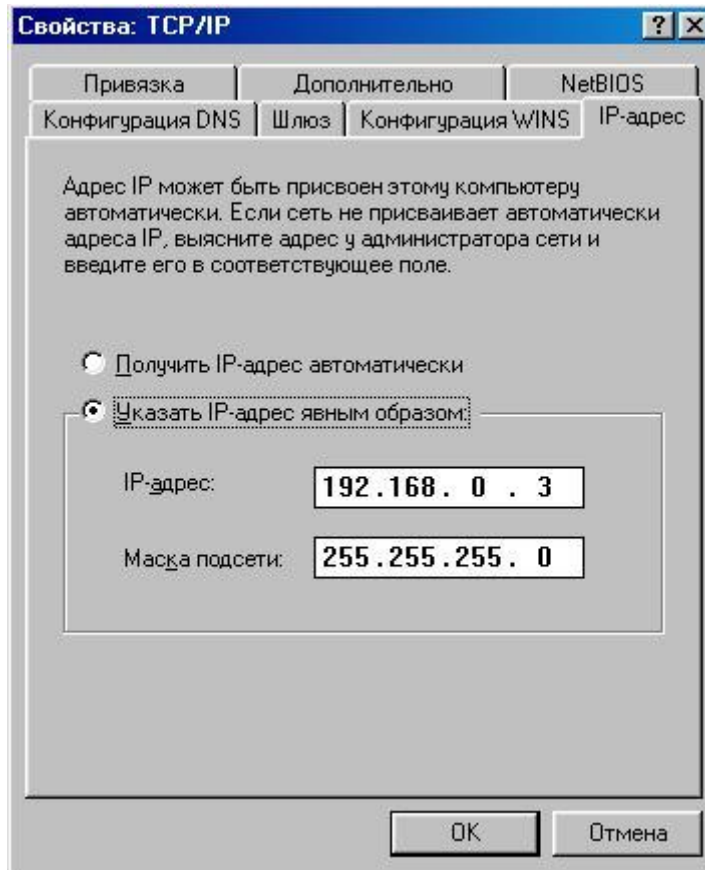 Свойства: TCP/IP
Привязка Дополнительно NetBIOS
Конфигурация DNS Шлюз Конфигурация WINS IP-адрес
Адрес IP может быть присвоен этому компьютеру
автоматически. Если сеть не присваивает автоматически
адреса IP, выясните адрес у администратора сети и
введите его в соответствующее поле.
Получить IP-адрес автоматически
Указать IP-адрес явным образом:
IP-адрес: 192.168. 0 . 3
Маска подсети: 255.255.255. 0
OK Отмена